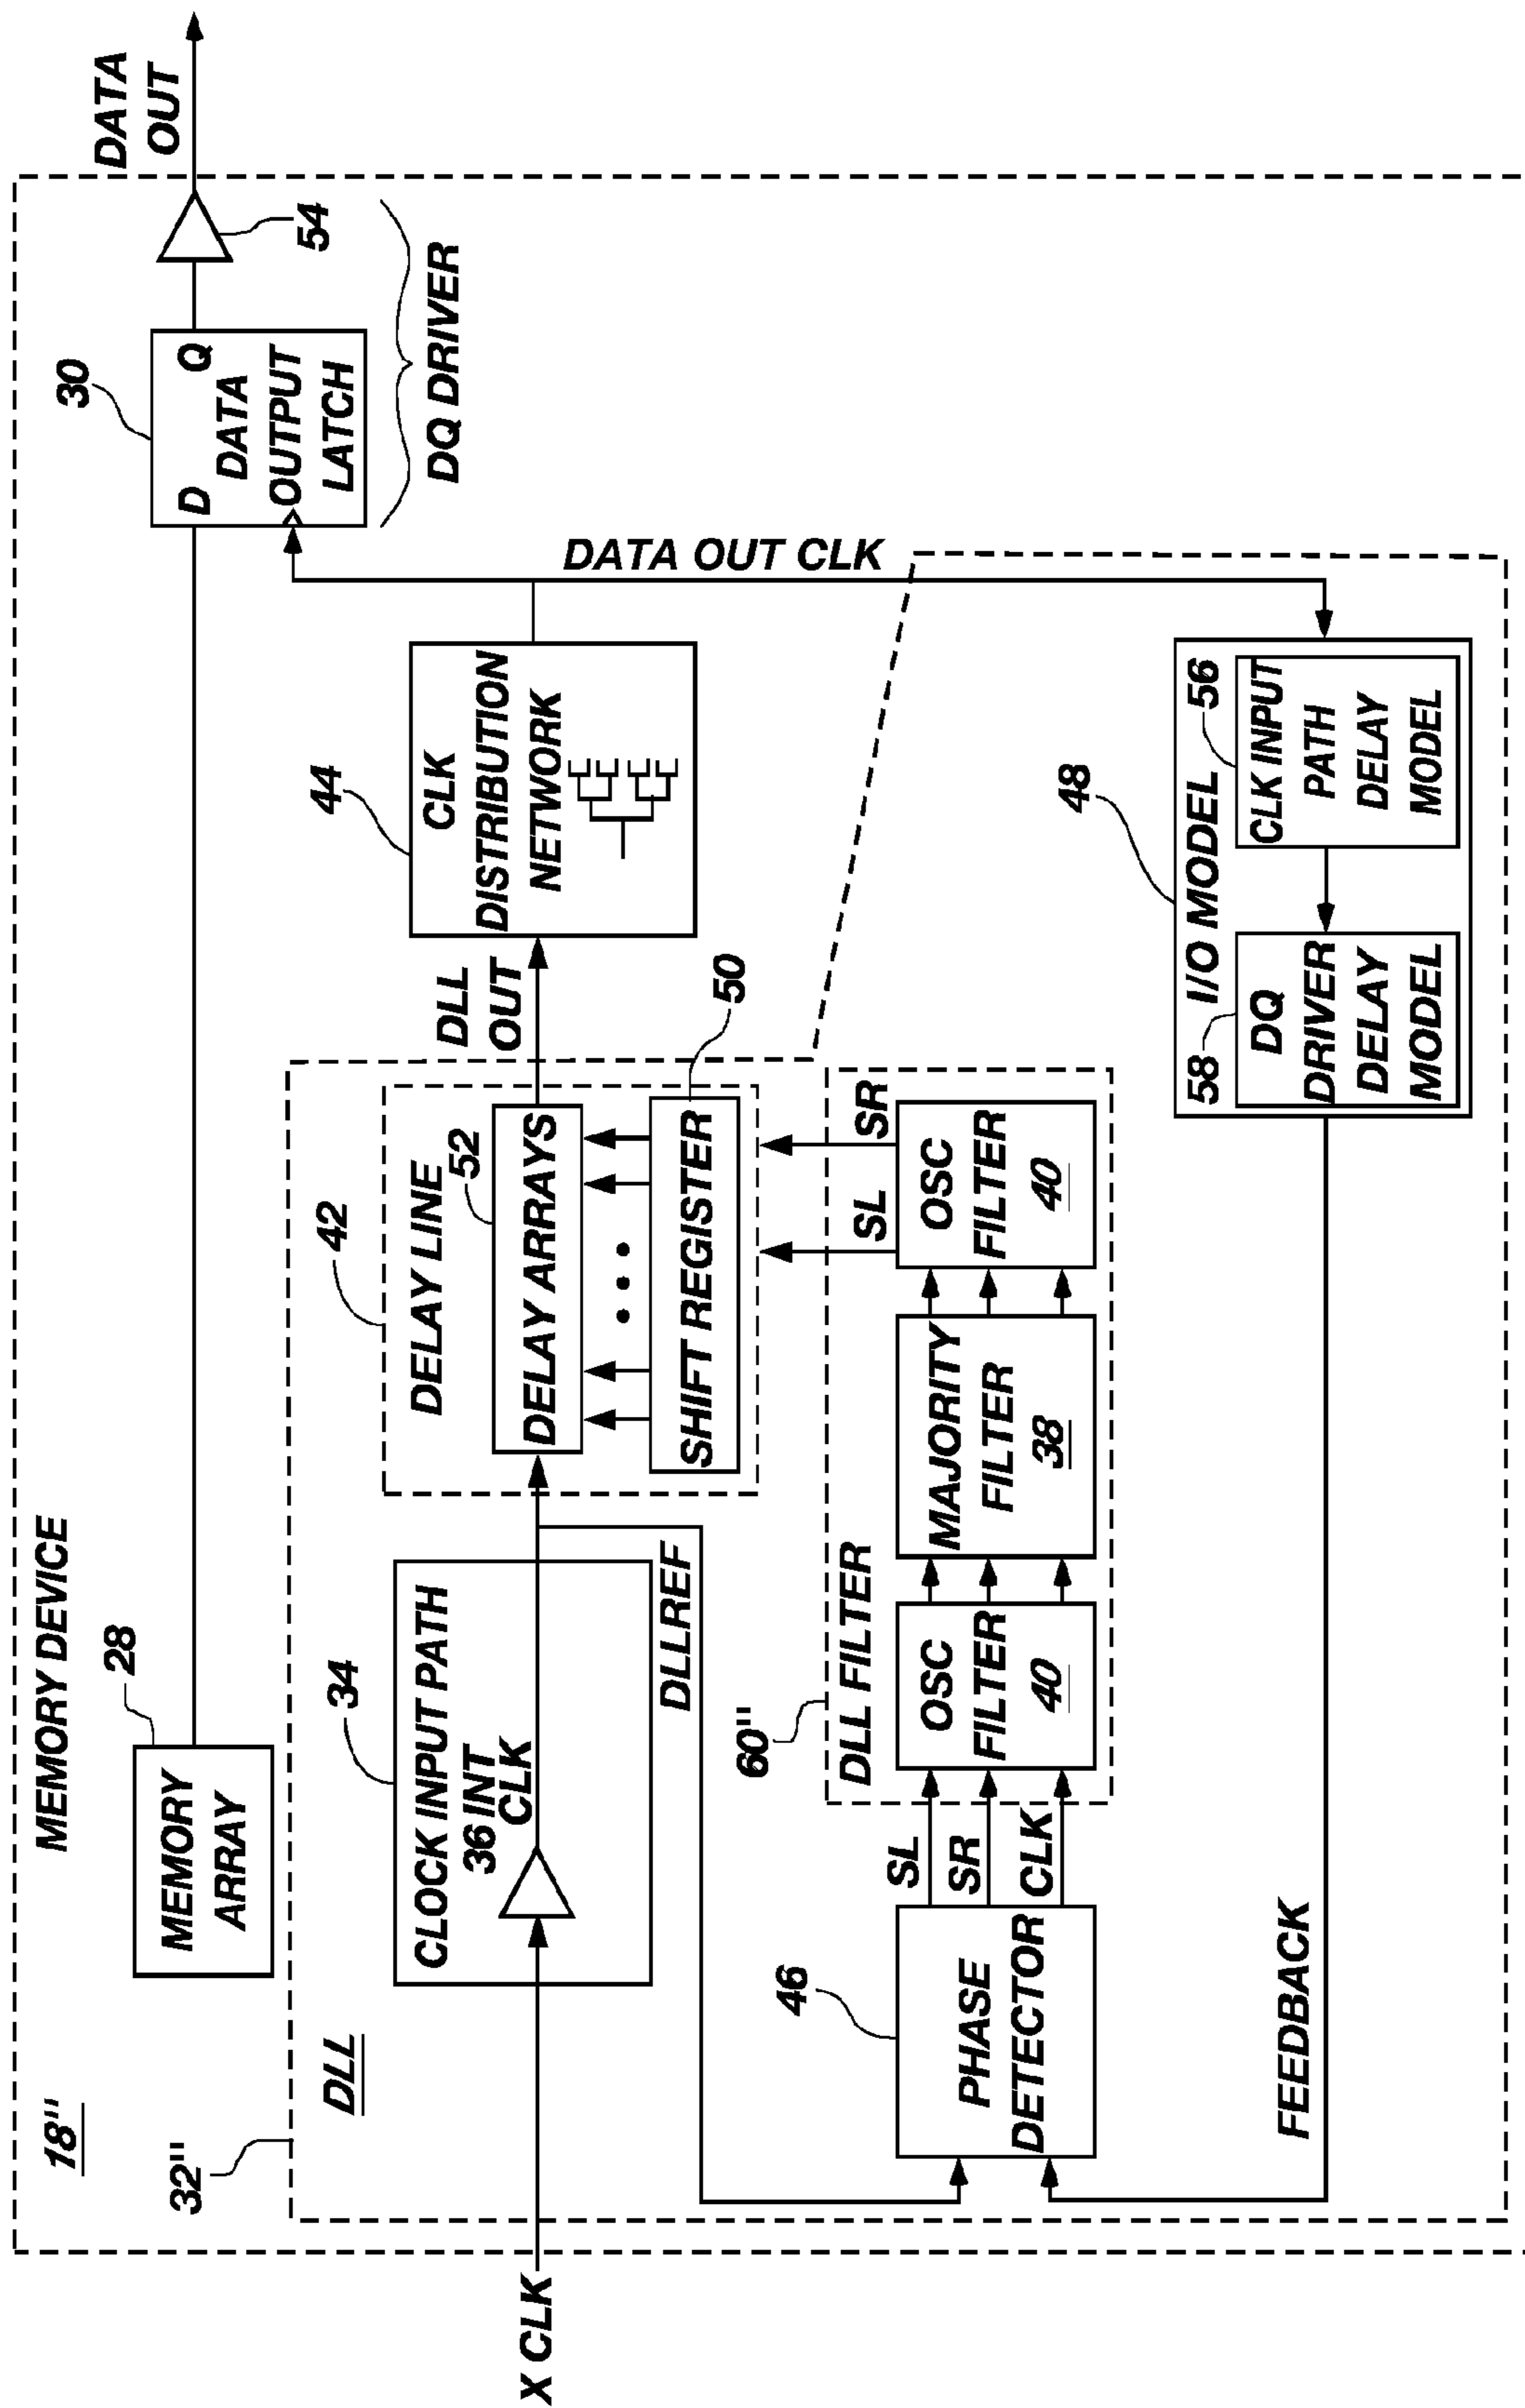 18"
MEMORY DEVICE
32"
DLL
MEMORY
ARRAY
28
30
D Q
DATA
OUTPUT
LATCH
54
DATA
OUT
DQ DRIVER
X CLK
34
CLOCK INPUT PATH
36 INT
CLK
DLLREF
42
DELAY LINE
52
DELAY ARRAYS
SHIFT REGISTER
50
DLL
OUT
44
CLK
DISTRIBUTION
NETWORK
DATA OUT CLK
46
PHASE
DETECTOR
SL
SR
CLK
60"
DLL FILTER
OSC
FILTER
40
MAJORITY
FILTER
38
OSC
FILTER
40
SL
SR
48
I/O MODEL
58
DQ
DRIVER
DELAY
MODEL
56
CLK INPUT
PATH
DELAY
MODEL
FEEDBACK